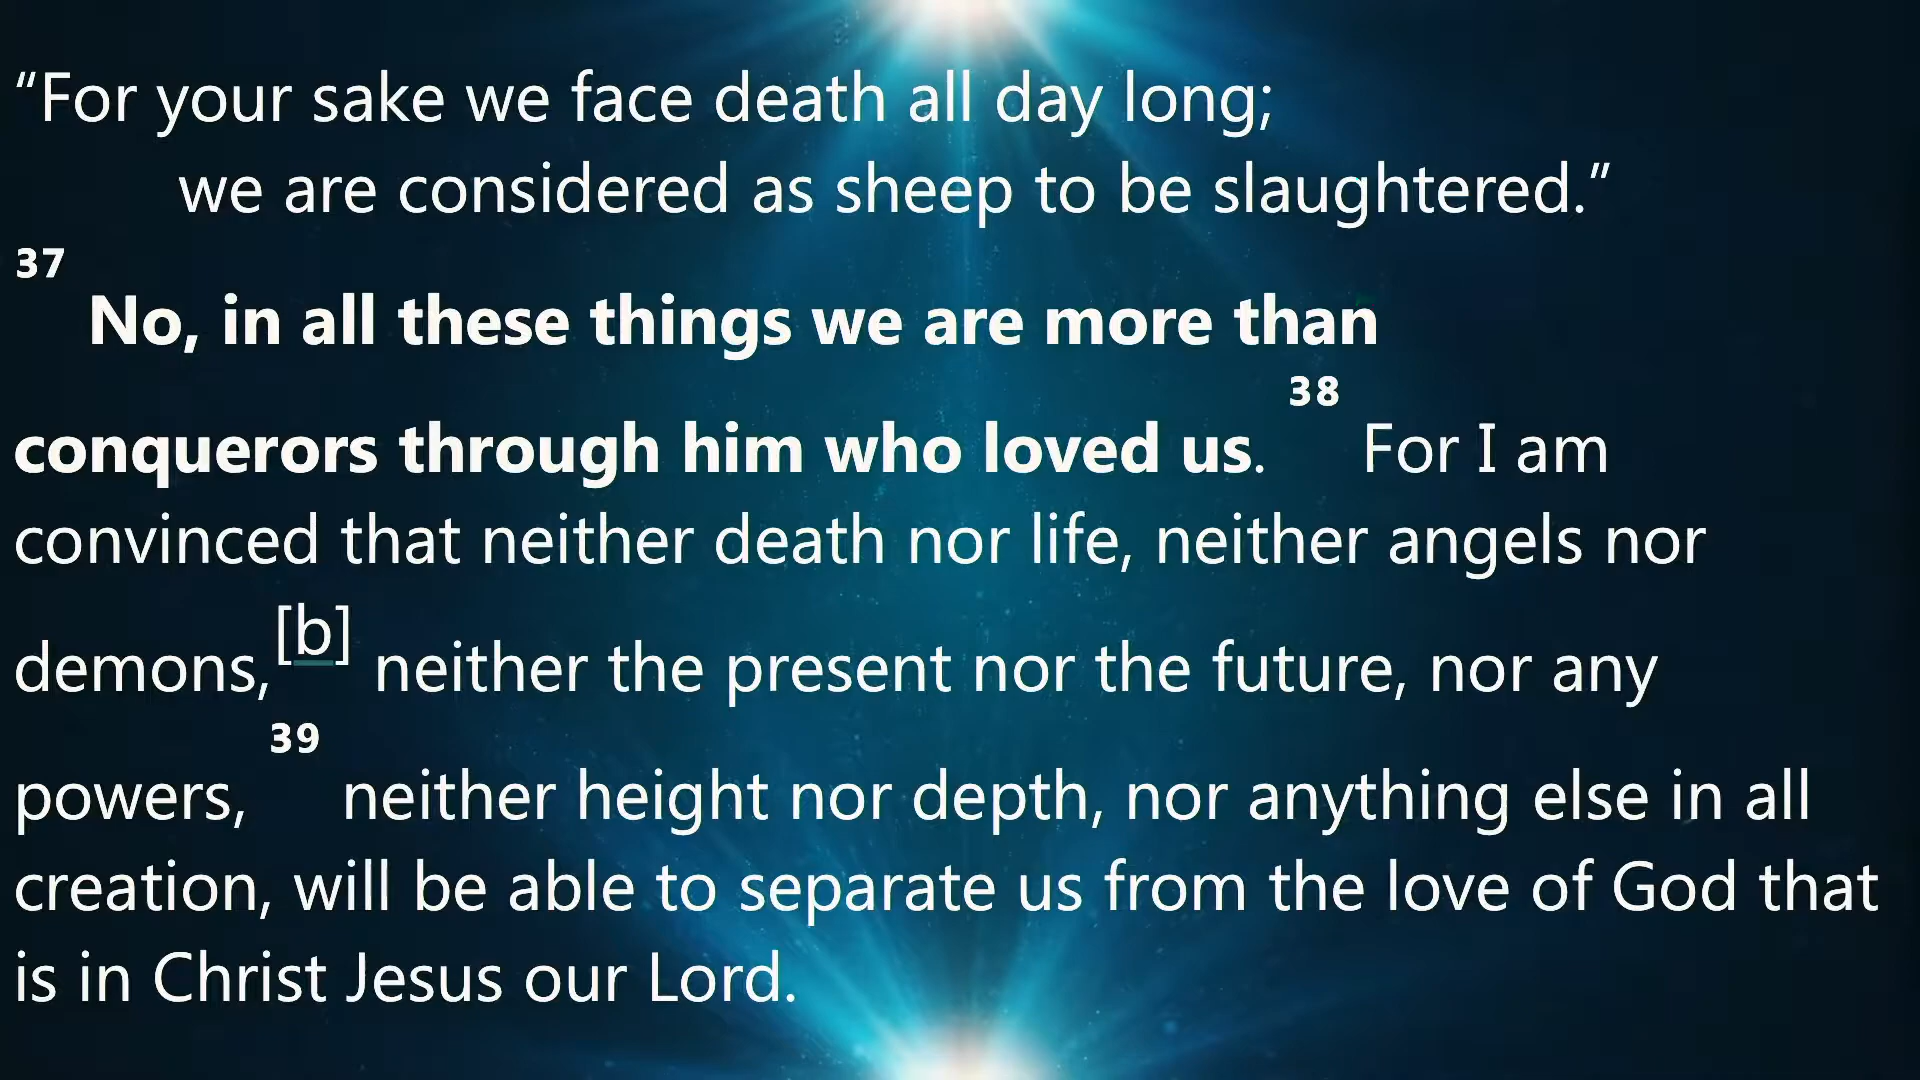 “For your sake we face death all day long;
we are considered as sheep to be slaughtered.”
37 No, in all these things we are more than
conquerors through him who loved us. 38 For I am
convinced that neither death nor life, neither angels nor
demons,[b] neither the present nor the future, nor any
powers, 39 neither height nor depth, nor anything else in all
creation, will be able to separate us from the love of God that
is in Christ Jesus our Lord.